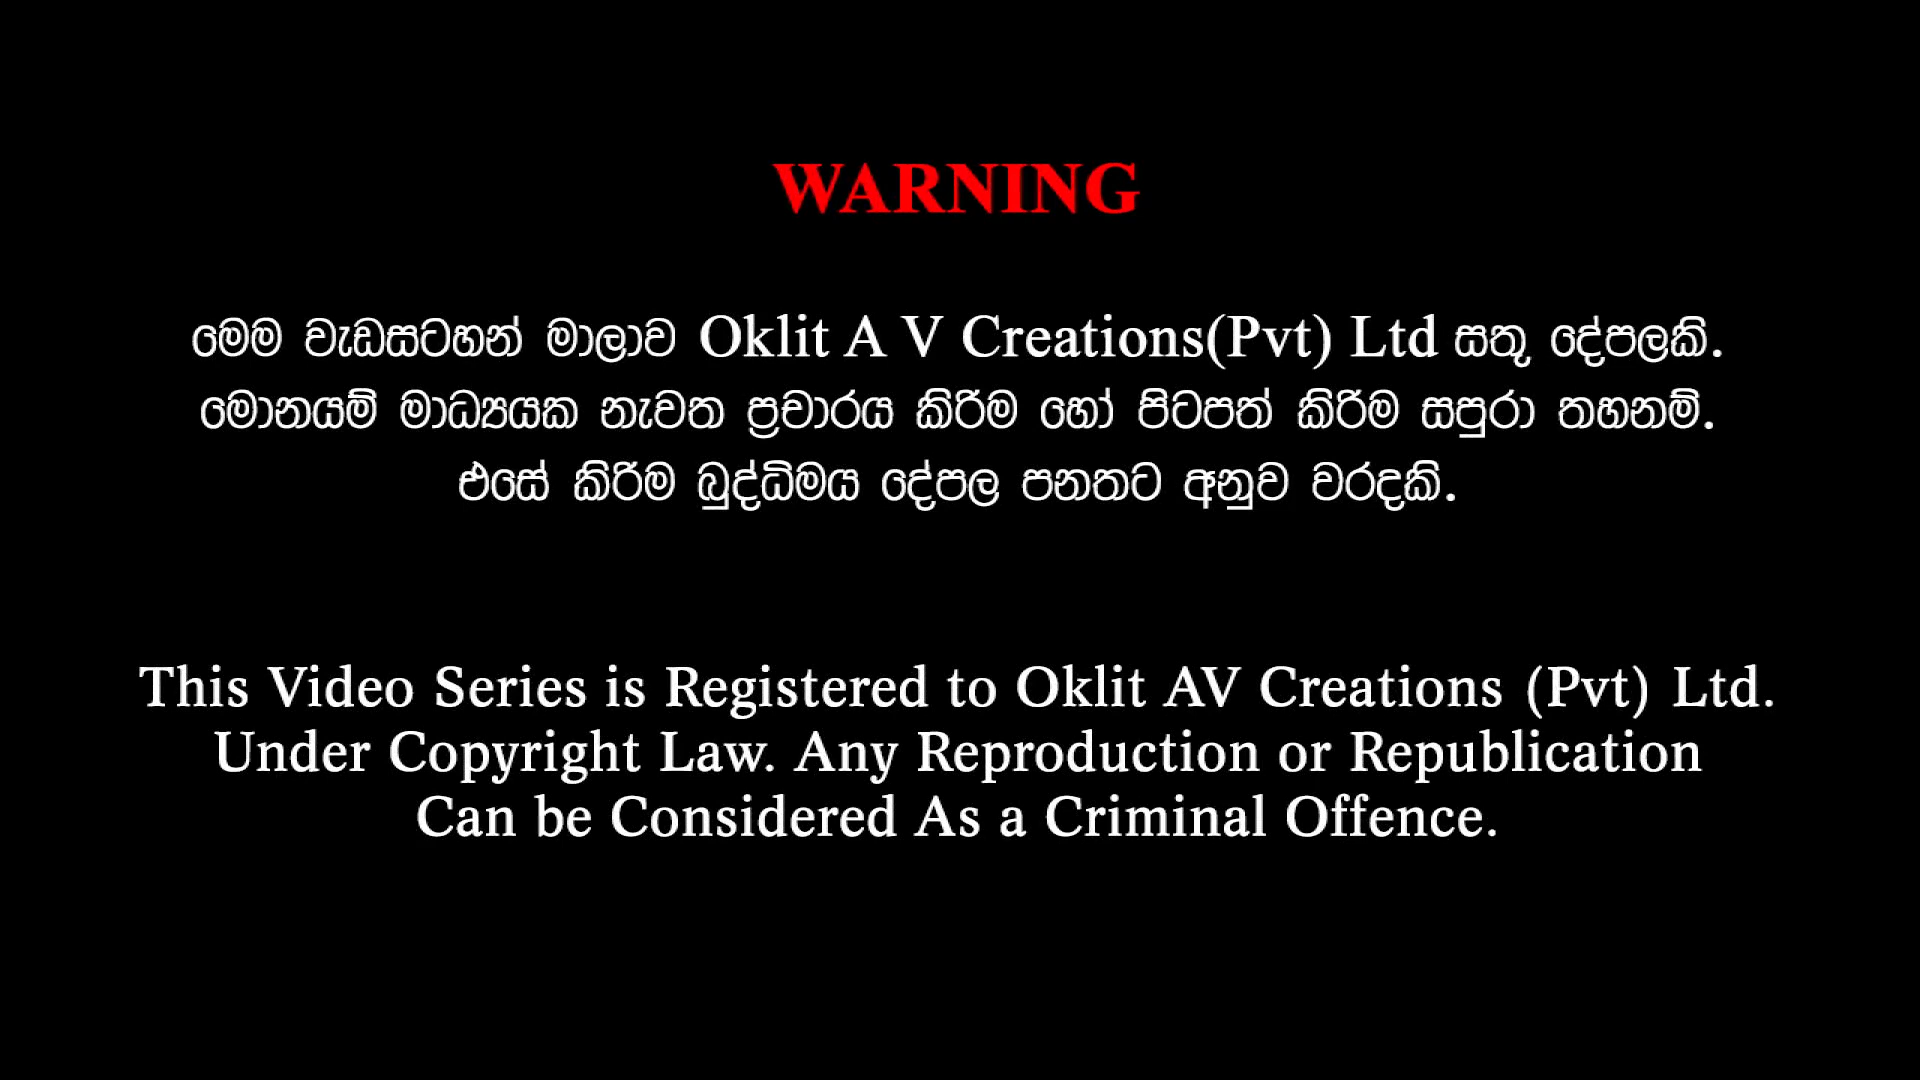 WARNING
මෙම වැඩසටහන් මාලාව Oklit A V Creations(Pvt) Ltd සතු දේපලකි.
මොනයම් මාධ්‍යයක නැවත ප්‍රචාරය කිරිම හෝ පිටපත් කිරිම සපුරා තහනම්.
එසේ කිරිම බුද්ධිමය දේපල පනතට අනුව වරදකි.
This Video Series is Registered to Oklit AV Creations (Pvt) Ltd.
Under Copyright Law. Any Reproduction or Republication
Can be Considered As a Criminal Offence.